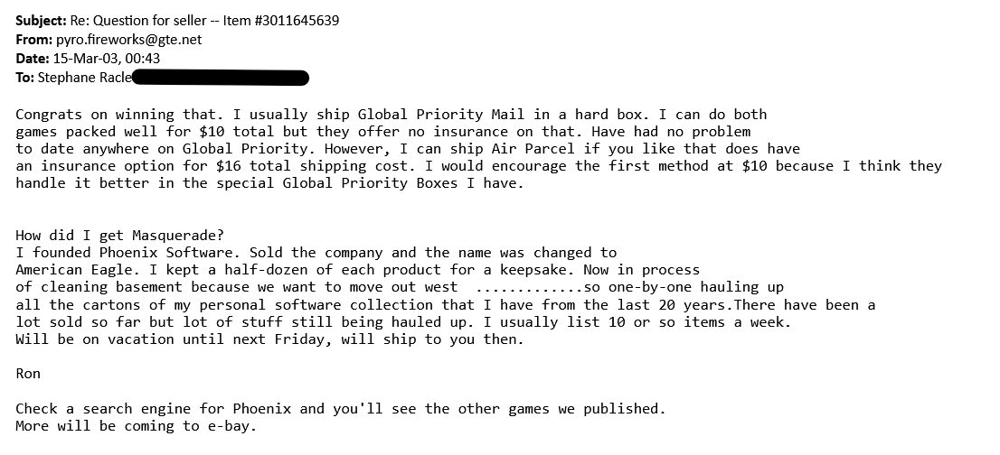 Subject: Re: Question for seller -- Item #3011645639
From: pyro.fireworks@gte.net
Date: 15-Mar-03, 00:43
To: Stephane Racle
Congrats on winning that. I usually ship Global Priority Mail in a hard box. I can do both
games packed well for $10 total but they offer no insurance on that. Have had no problem
to date anywhere on Global Priority. However, I can ship Air Parcel if you like that does have
an insurance option for $16 total shipping cost. I would encourage the first method at $10 because I think they
handle it better in the special Global Priority Boxes I have.
How did I get Masquerade?
I founded Phoenix Software. Sold the company and the name was changed to
American Eagle. I kept a half-dozen of each product for a keepsake. Now in process
of cleaning basement because we want to move out west  .............so one-by-one hauling up
all the cartons of my personal software collection that I have from the last 20 years.There have been a
lot sold so far but lot of stuff still being hauled up. I usually list 10 or so items a week.
Will be on vacation until next Friday, will ship to you then.
Ron
Check a search engine for Phoenix and you'll see the other games we published.
More will be coming to e-bay.